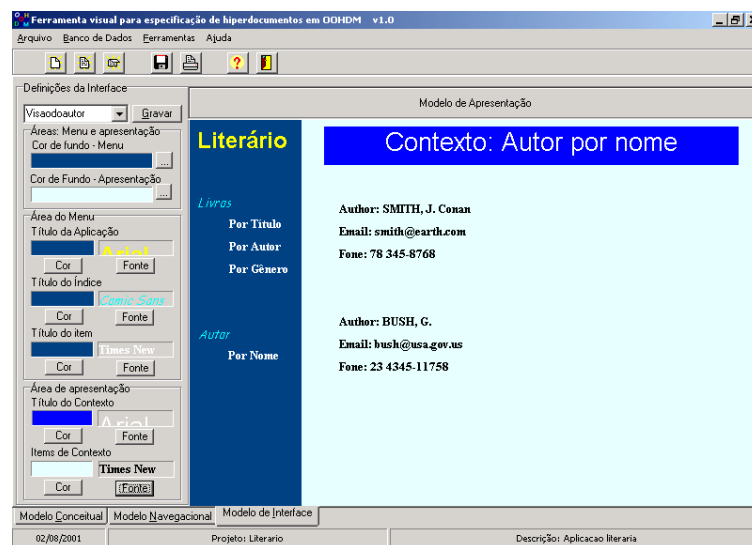 Ferramenta visual para especificação de hiperdocumentos em OOHDM v1.0
Arquivo Banco de Dados Ferramentas Ajuda
Definições da Interface
Visaodoautor Gravar
Áreas: Menu e apresentação
Cor de fundo - Menu
...
Cor de Fundo - Apresentação
...
Área do Menu
Título da Aplicação
Arial
Cor Fonte
Título do Índice
Comic Sans
Cor Fonte
Título do item
Times New
Cor Fonte
Área de apresentação
Título do Contexto
Arial
Cor Fonte
Items de Contexto
Times New
Cor Fonte
Modelo de Apresentação
Literário
Livros
Por Titulo
Por Autor
Por Gênero
Autor
Por Nome
Contexto: Autor por nome
Author: SMITH, J. Conan
Email: smith@earth.com
Fone: 78 345-8768
Author: BUSH, G.
Email: bush@usa.gov.us
Fone: 23 4345-11758
Modelo Conceitual Modelo Navegacional Modelo de Interface
02/08/2001 Projeto: Literario Descrição: Aplicacao literaria